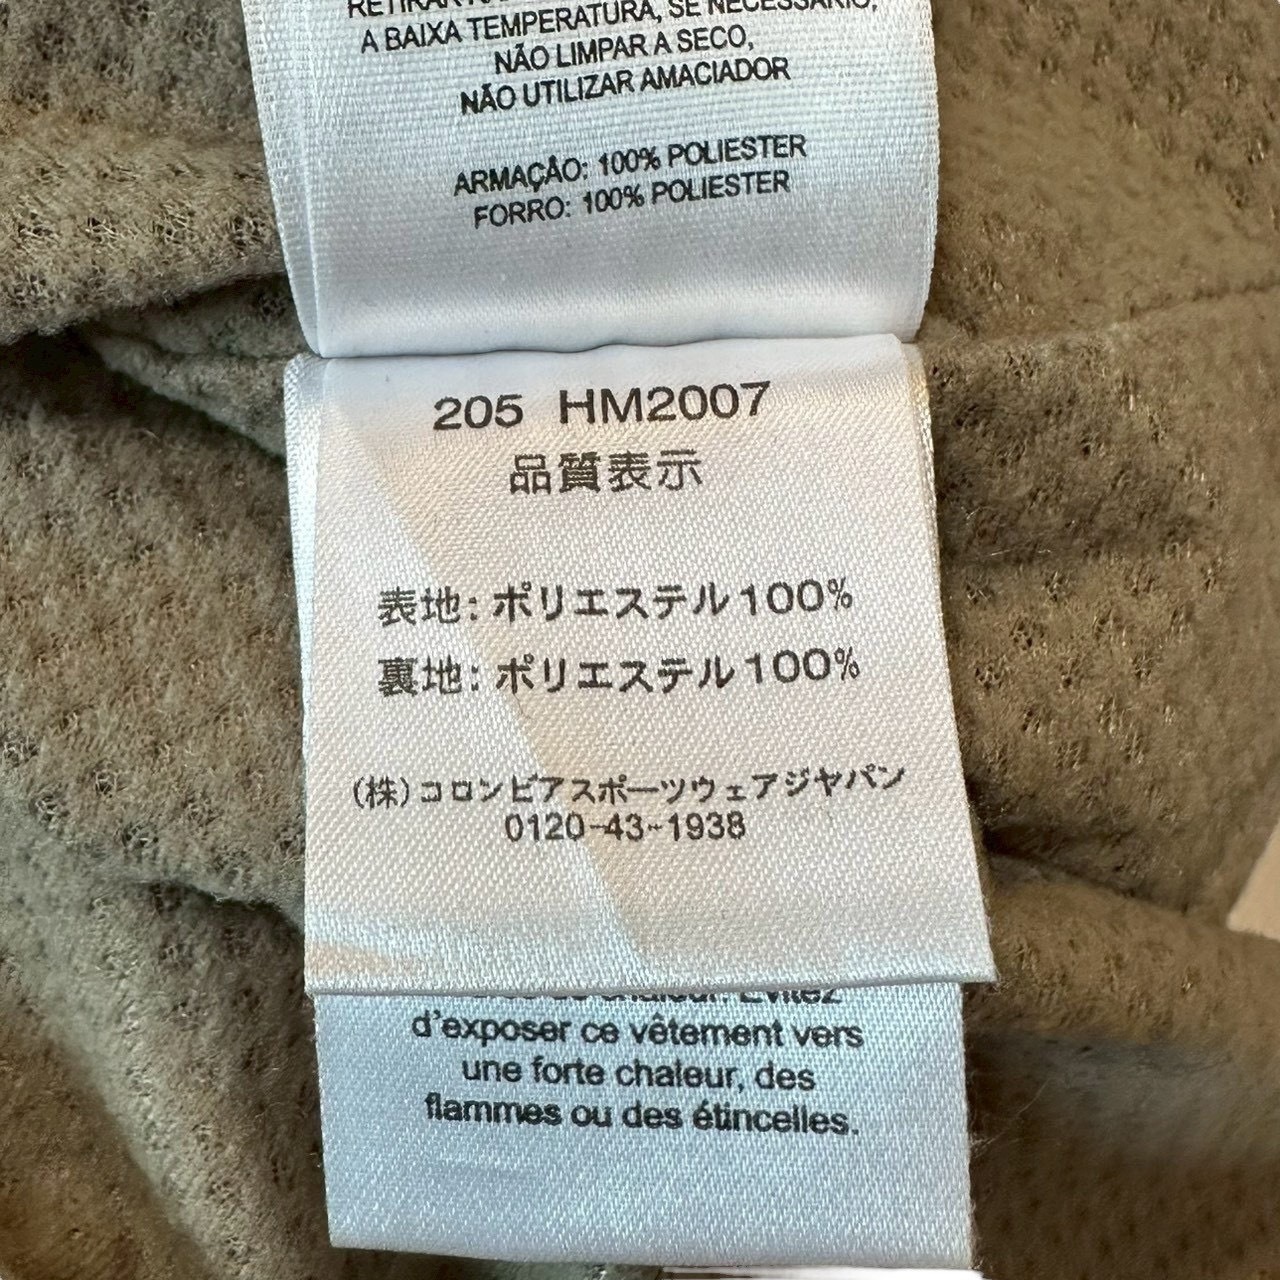 A BAIXA TEMPERATURA, SE NECESSÁRIO,
NÃO LIMPAR A SECO,
NÃO UTILIZAR AMACIADOR
ARMAÇÃO: 100% POLIESTER
FORRO: 100% POLIESTER
205 HM2007
品質表示
表地: ポリエステル100%
裏地: ポリエステル100%
(株)コロンビアスポーツウェアジャパン
0120-43-1938
chaleur. Évitez
d'exposer ce vêtement vers
une forte chaleur, des
flammes ou des étincelles.